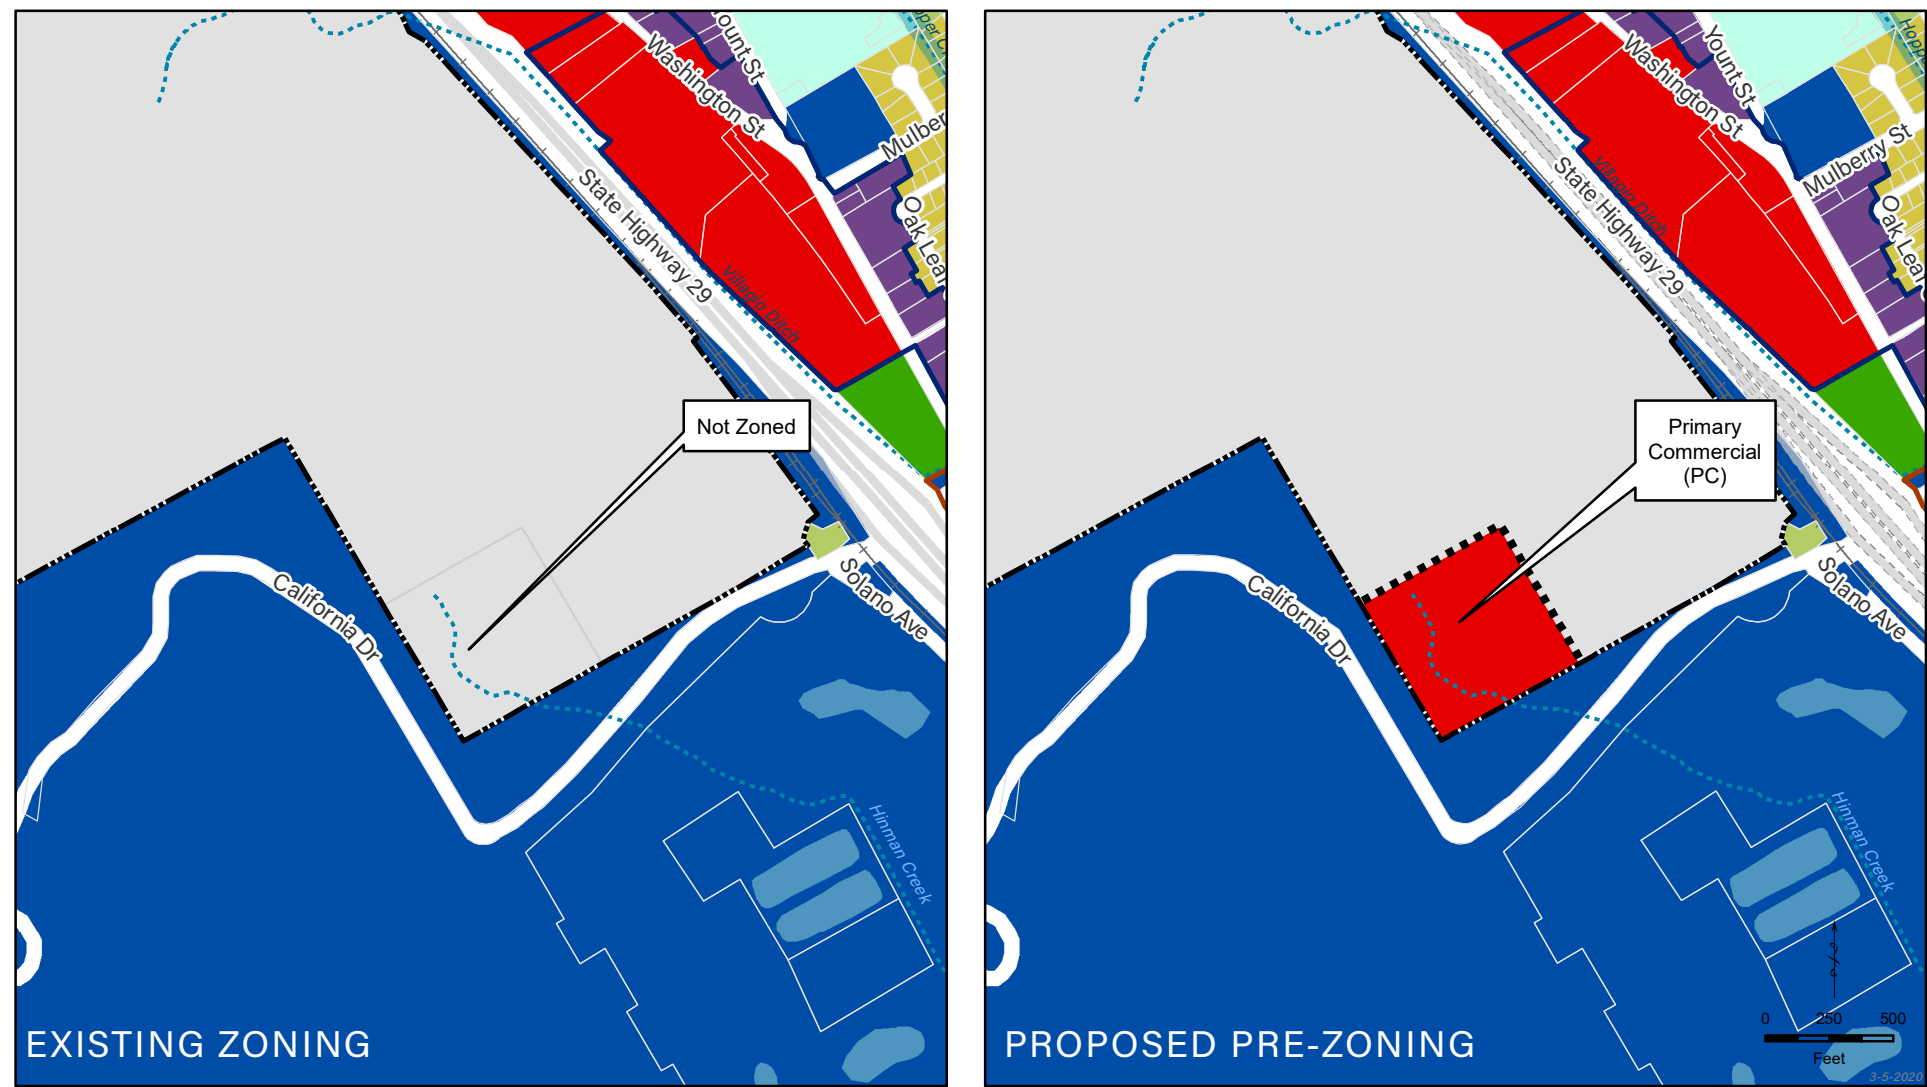 Yount St
Washington St
Mulber
Oak Leaf
State Highway 29
Villagio Ditch
Not Zoned
California Dr
Solano Ave
Hinman Creek
EXISTING ZONING
Yount St
Washington St
Mulberry St
Oak Leaf
State Highway 29
Villagio Ditch
Primary
Commercial
(PC)
California Dr
Solano Ave
Hinman Creek
0 250 500
Feet
PROPOSED PRE-ZONING
3-5-2020